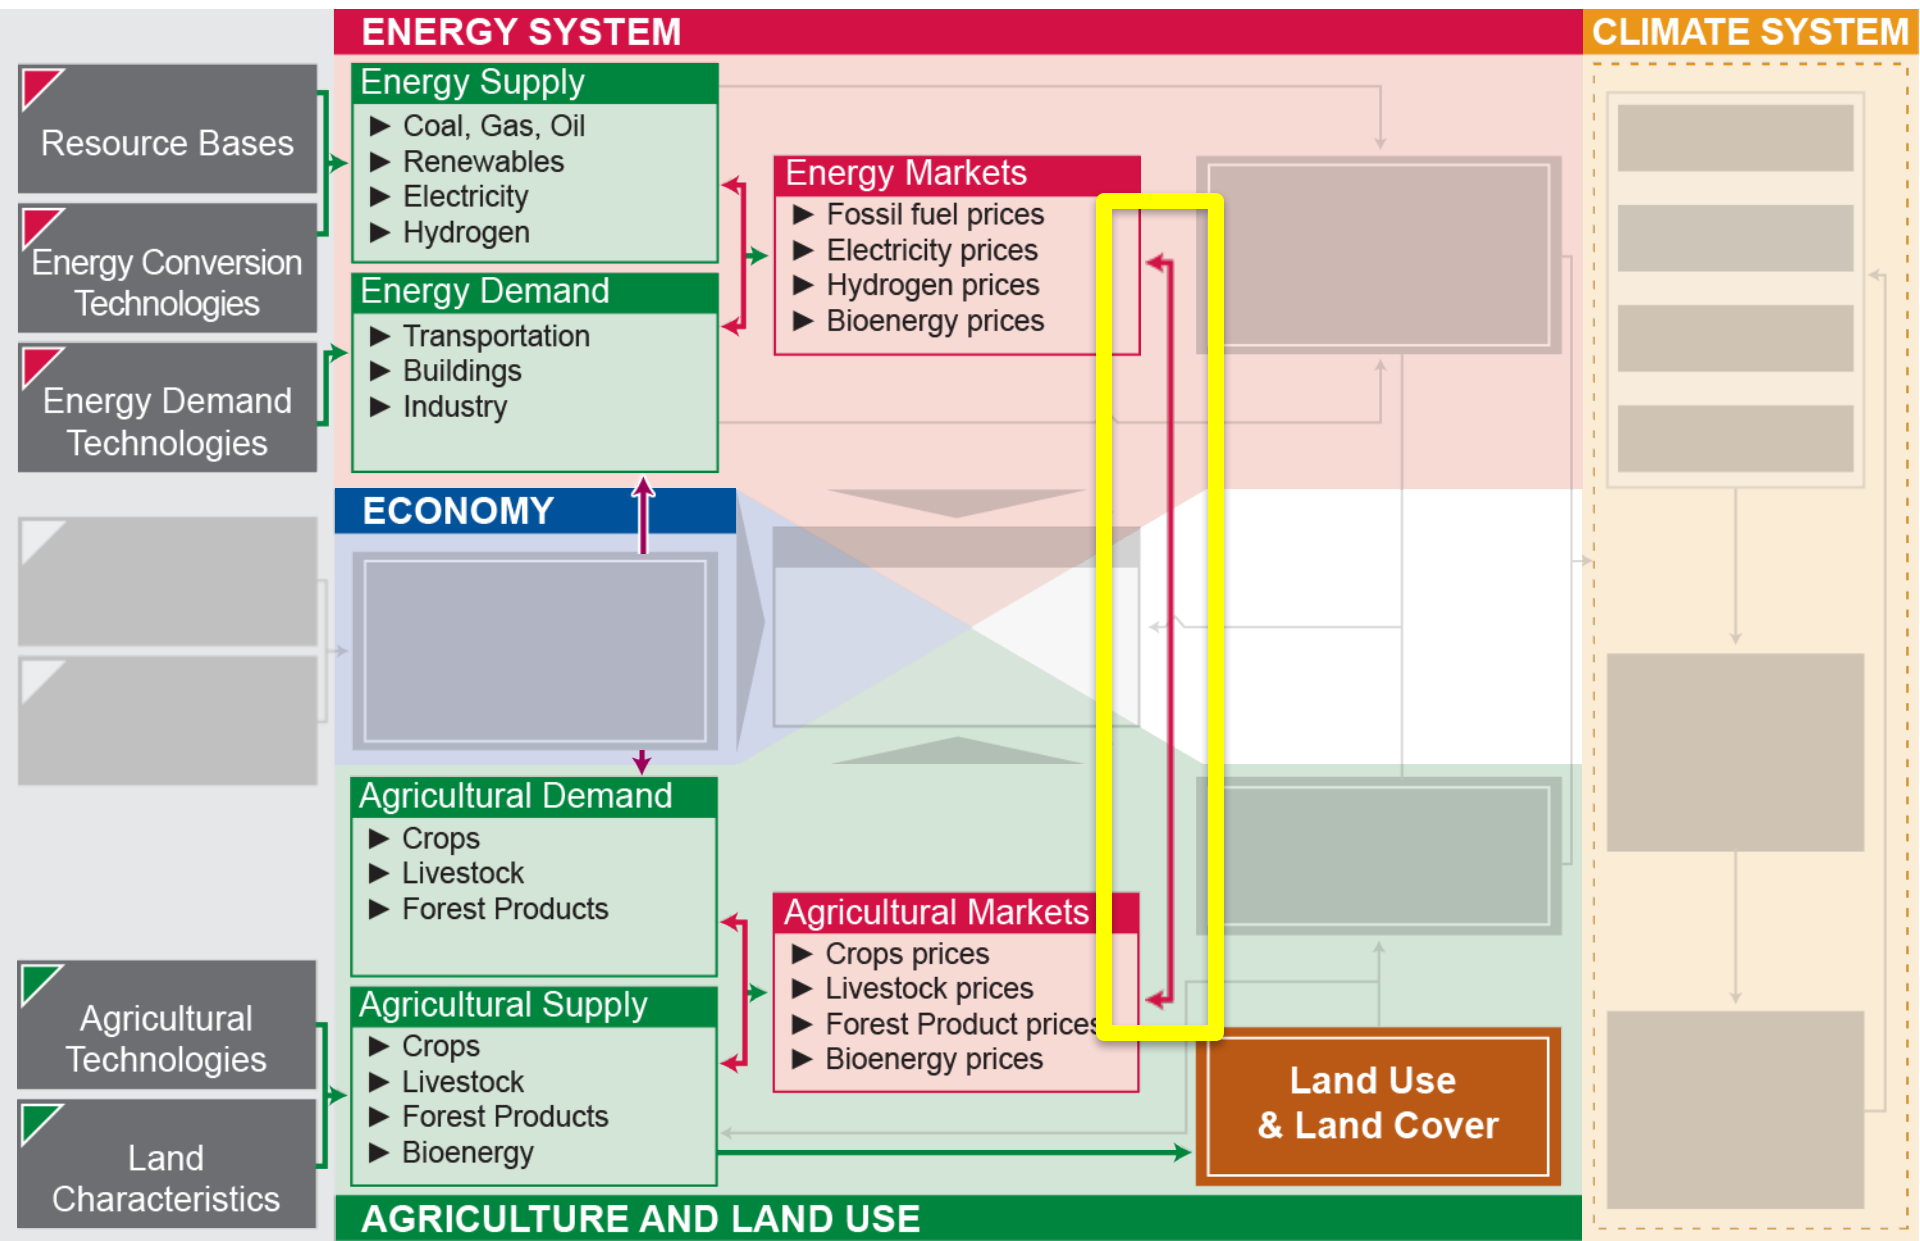 ENERGY SYSTEM
CLIMATE SYSTEM
Resource Bases
Energy Conversion
Technologies
Energy Demand
Technologies
Energy Supply
► Coal, Gas, Oil
► Renewables
► Electricity
► Hydrogen
Energy Demand
► Transportation
► Buildings
► Industry
Energy Markets
► Fossil fuel prices
► Electricity prices
► Hydrogen prices
► Bioenergy prices
ECONOMY
Agricultural Demand
► Crops
► Livestock
► Forest Products
Agricultural Supply
► Crops
► Livestock
► Forest Products
► Bioenergy
Agricultural Markets
► Crops prices
► Livestock prices
► Forest Product prices
► Bioenergy prices
Agricultural
Technologies
Land
Characteristics
Land Use
& Land Cover
AGRICULTURE AND LAND USE